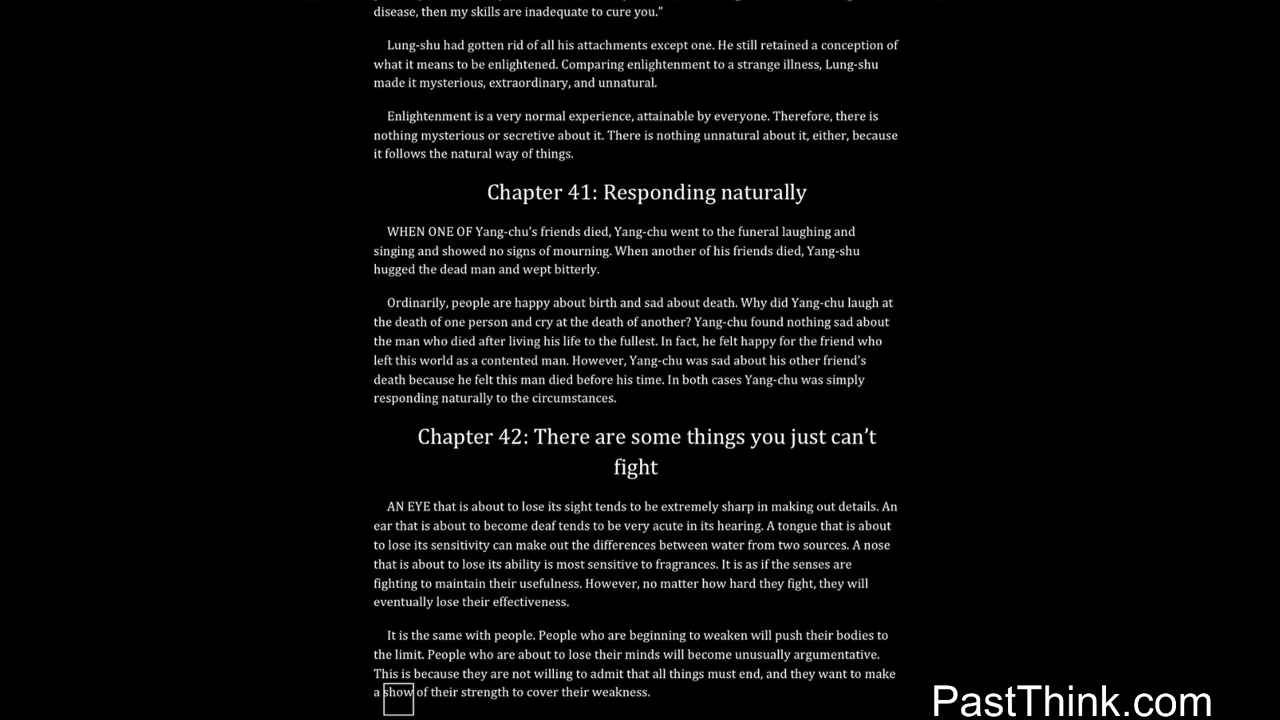 disease, then my skills are inadequate to cure you.”
Lung-shu had gotten rid of all his attachments except one. He still retained a conception of
what it means to be enlightened. Comparing enlightenment to a strange illness, Lung-shu
made it mysterious, extraordinary, and unnatural.
Enlightenment is a very normal experience, attainable by everyone. Therefore, there is
nothing mysterious or secretive about it. There is nothing unnatural about it, either, because
it follows the natural way of things.
Chapter 41: Responding naturally
WHEN ONE OF Yang-chu’s friends died, Yang-chu went to the funeral laughing and
singing and showed no signs of mourning. When another of his friends died, Yang-shu
hugged the dead man and wept bitterly.
Ordinarily, people are happy about birth and sad about death. Why did Yang-chu laugh at
the death of one person and cry at the death of another? Yang-chu found nothing sad about
the man who died after living his life to the fullest. In fact, he felt happy for the friend who
left this world as a contented man. However, Yang-chu was sad about his other friend’s
death because he felt this man died before his time. In both cases Yang-chu was simply
responding naturally to the circumstances.
Chapter 42: There are some things you just can’t
fight
AN EYE that is about to lose its sight tends to be extremely sharp in making out details. An
ear that is about to become deaf tends to be very acute in its hearing. A tongue that is about
to lose its sensitivity can make out the differences between water from two sources. A nose
that is about to lose its ability is most sensitive to fragrances. It is as if the senses are
fighting to maintain their usefulness. However, no matter how hard they fight, they will
eventually lose their effectiveness.
It is the same with people. People who are beginning to weaken will push their bodies to
the limit. People who are about to lose their minds will become unusually argumentative.
This is because they are not willing to admit that all things must end, and they want to make
a show of their strength to cover their weakness.
PastThink.com